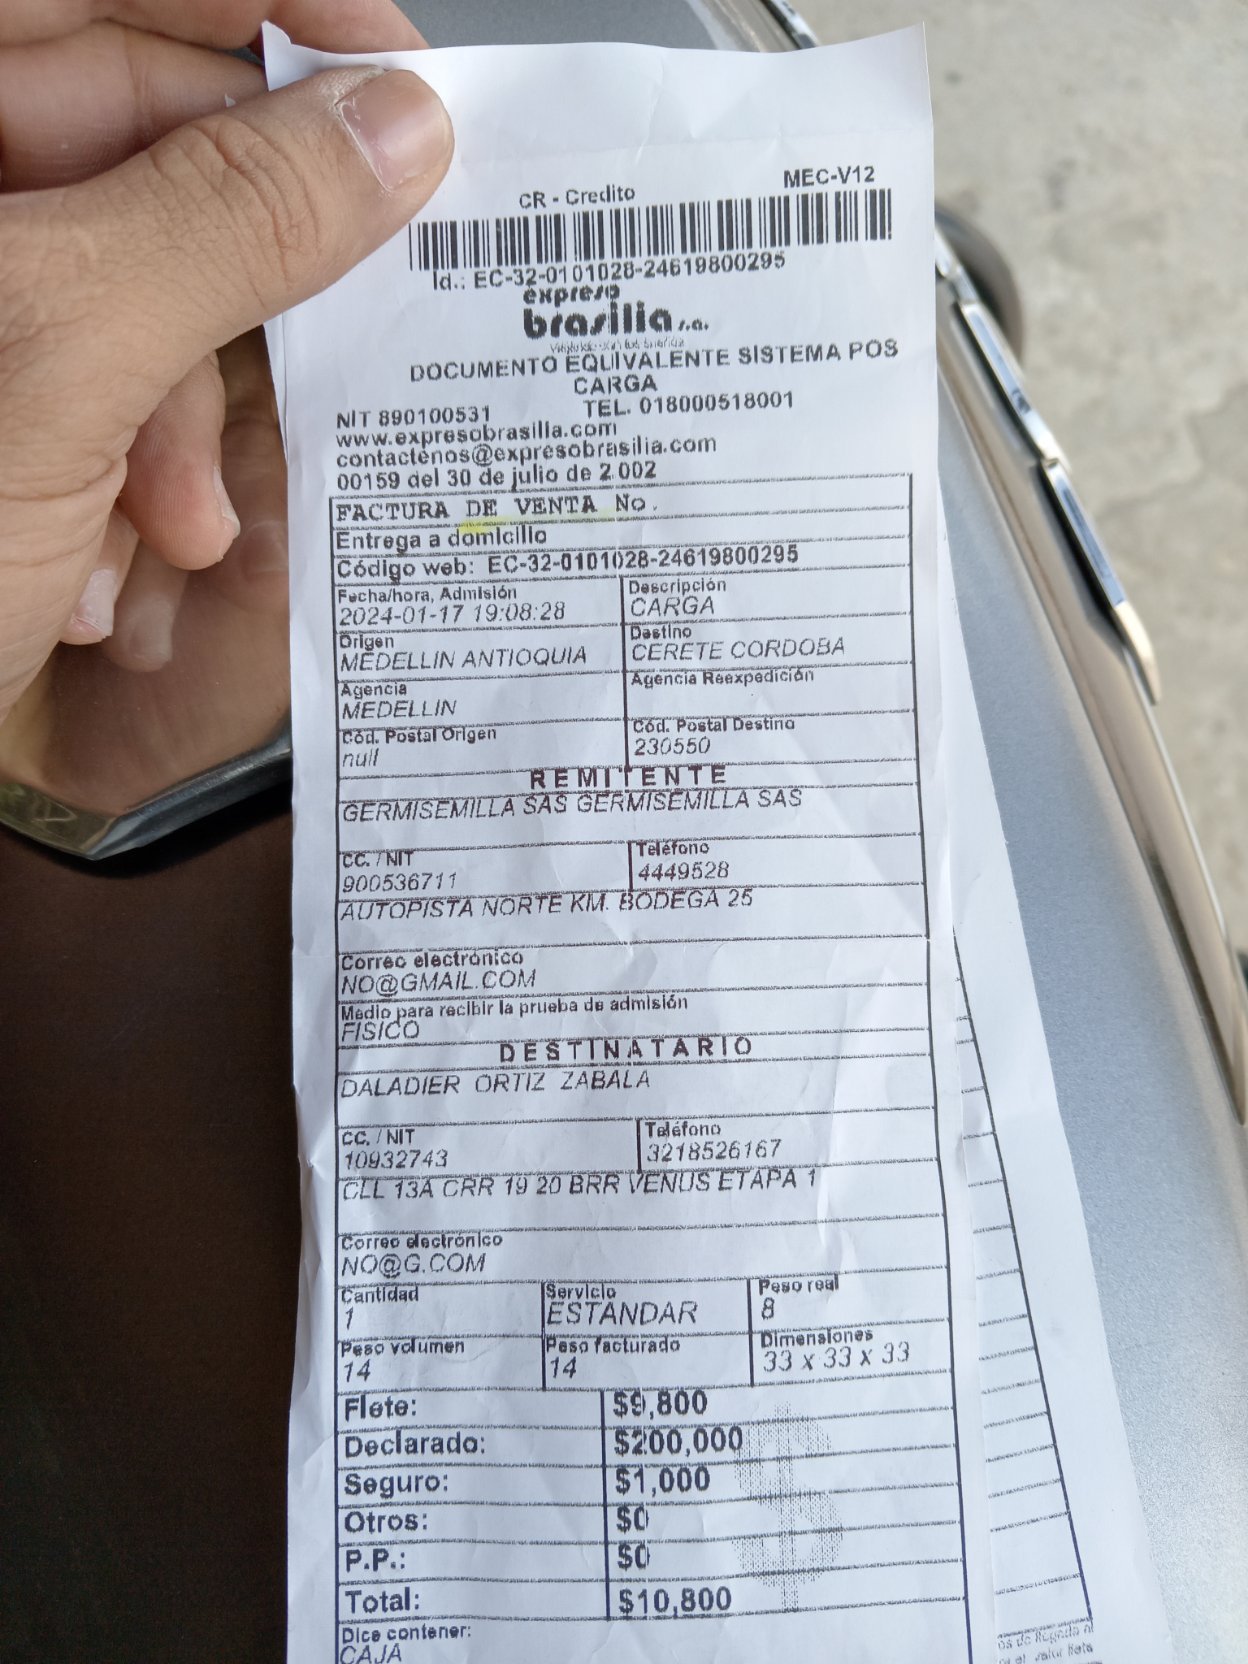 MEC-V12
CR - Credito
Id.: EC-32-0101028-24619800295
expreso
brasilia s.a.
DOCUMENTO EQUIVALENTE SISTEMA POS
CARGA
NIT 890100531 TEL. 018000518001
www.expresobrasilia.com
contactenos@expresobrasilia.com
00159 del 30 de julio de 2.002
FACTURA DE VENTA No.
Entrega a domicilio
Código web: EC-32-0101028-24619800295
Fecha/hora, Admisión Descripción
2024-01-17 19:08:28 CARGA
Origen Destino
MEDELLIN ANTIOQUIA CERETE CORDOBA
Agencia Agencia Reexpedición
MEDELLIN
Cód. Postal Origen Cód. Postal Destino
null 230550
REMITENTE
GERMISEMILLA SAS GERMISEMILLA SAS
CC. / NIT Teléfono
900536711 4449528
AUTOPISTA NORTE KM. BODEGA 25
Correo electrónico
NO@GMAIL.COM
Medio para recibir la prueba de admisión
FISICO
DESTINATARIO
DALADIER ORTIZ ZABALA
CC. / NIT Teléfono
10932743 3218526167
CLL 13A CRR 19 20 BRR VENUS ETAPA 1
Correo electrónico
NO@G.COM
Cantidad Servicio Peso real
1 ESTANDAR 8
Peso volumen Peso facturado Dimensiones
14 14 33 x 33 x 33
Flete: $9,800
Declarado: $200,000
Seguro: $1,000
Otros: $0
P.P.: $0
Total: $10,800
Dice contener:
CAJA